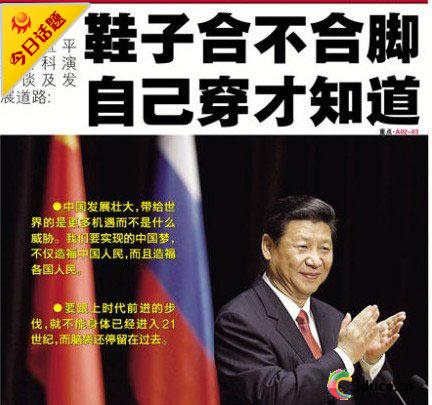 今日话题
平
科演
谈及发
展道路:
鞋子合不合脚
自己穿才知道
重点·A02-03
●中国发展壮大,带给世
界的是更多机遇而不是什么
威胁。我们要实现的中国梦,
不仅造福中国人民,而且造福
各国人民。
●要跟上时代前进的步
伐,就不能身体已经进入21
世纪,而脑袋还停留在过去。